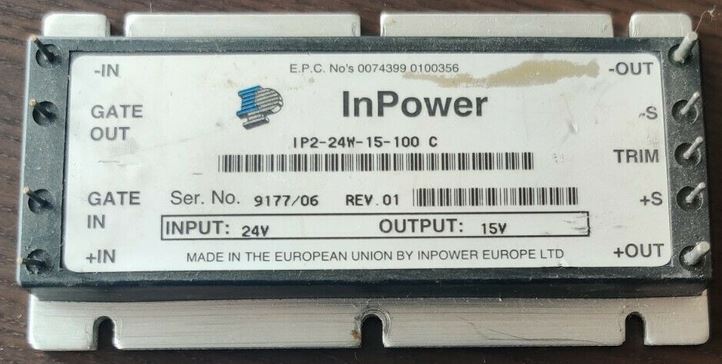 -IN
E.P.C. No's 0074399 0100356
-OUT
GATE
OUT
InPower
-S
IP2-24W-15-100 C
TRIM
GATE
IN
Ser. No. 9177/06 REV.01
+S
INPUT: 24V OUTPUT: 15V
+IN
MADE IN THE EUROPEAN UNION BY INPOWER EUROPE LTD
+OUT